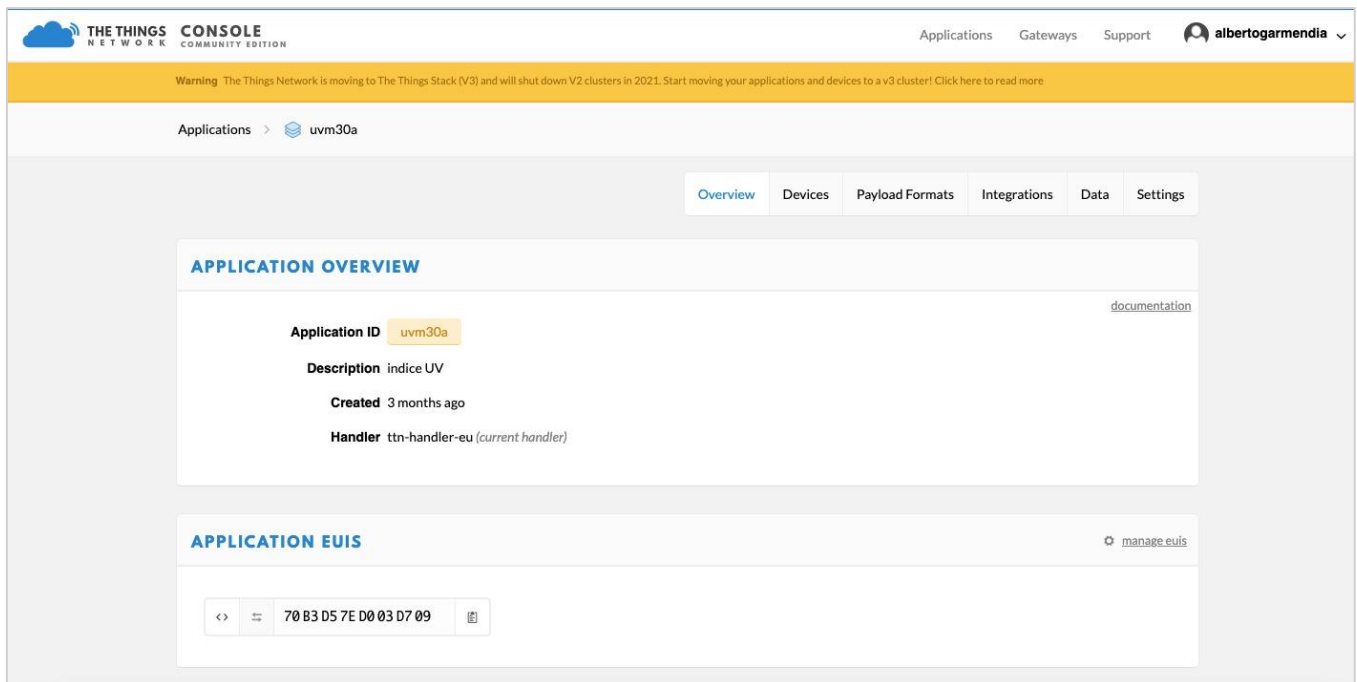 THE THINGS
NETWORK
CONSOLE
COMMUNITY EDITION
Applications Gateways Support albertogarmendia
Warning The Things Network is moving to The Things Stack (V3) and will shut down V2 clusters in 2021. Start moving your applications and devices to a v3 cluster! Click here to read more
Applications > uvm30a
Overview Devices Payload Formats Integrations Data Settings
APPLICATION OVERVIEW
documentation
Application ID uvm30a
Description indice UV
Created 3 months ago
Handler ttn-handler-eu (current handler)
APPLICATION EUIS
manage euis
<> 70 B3 D5 7E D0 03 D7 09